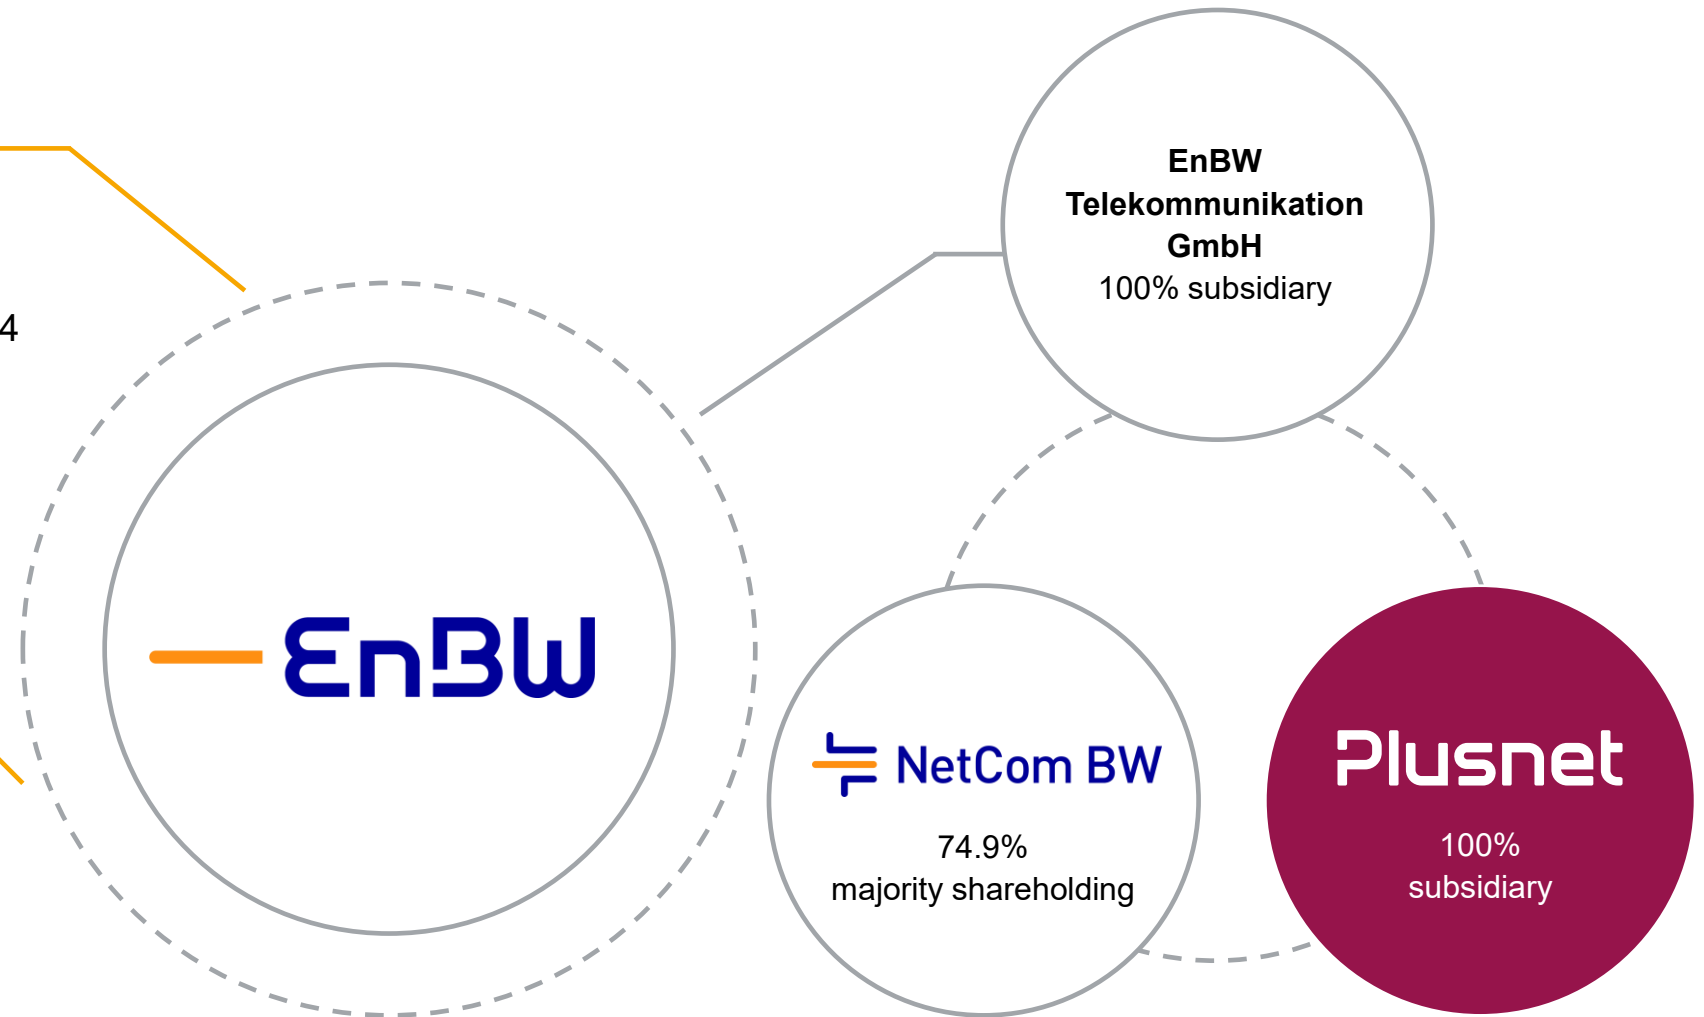 EnBW
Telekommunikation
GmbH
100% subsidiary
4
EnBW
NetCom BW
74.9%
majority shareholding
Plusnet
100%
subsidiary